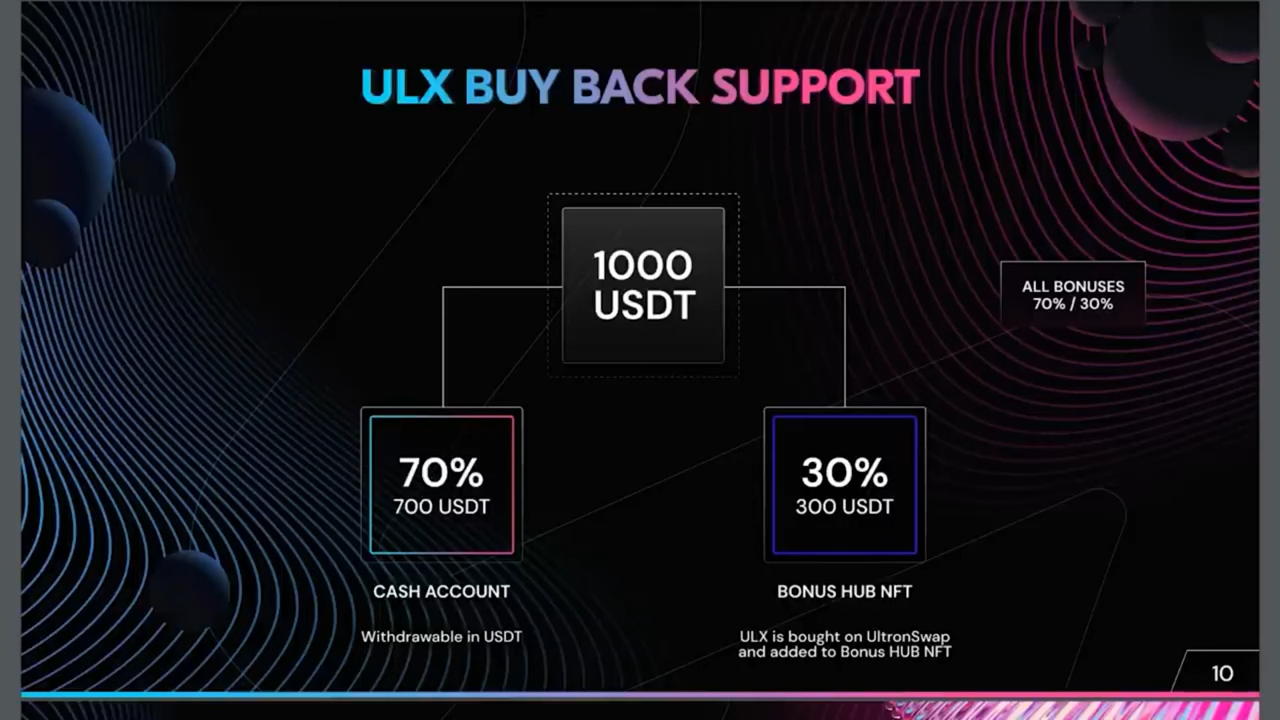 ULX BUY BACK SUPPORT
1000
USDT
ALL BONUSES
70% / 30%
70%
700 USDT
30%
300 USDT
CASH ACCOUNT
BONUS HUB NFT
Withdrawable in USDT
ULX is bought on UltronSwap
and added to Bonus HUB NFT
10